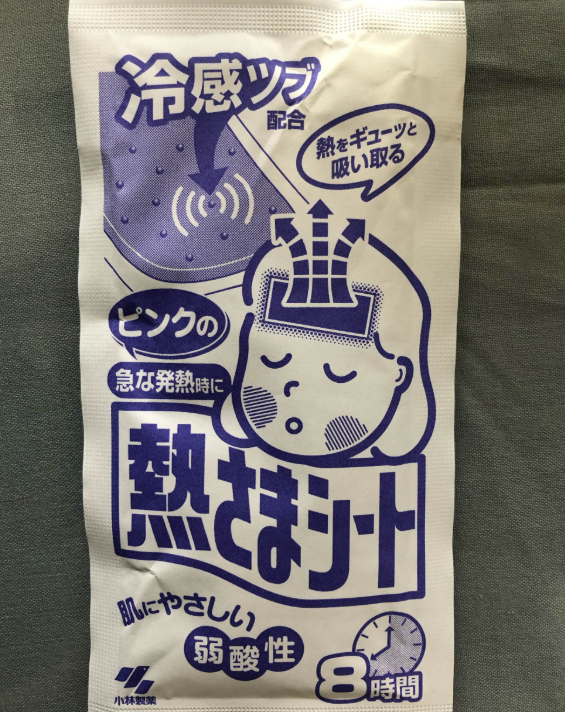 冷感ツブ
配合
熱をギューッと
吸い取る
ピンクの
急な発熱時に
熱さまシート
肌にやさしい
弱酸性
8時間
小林製薬